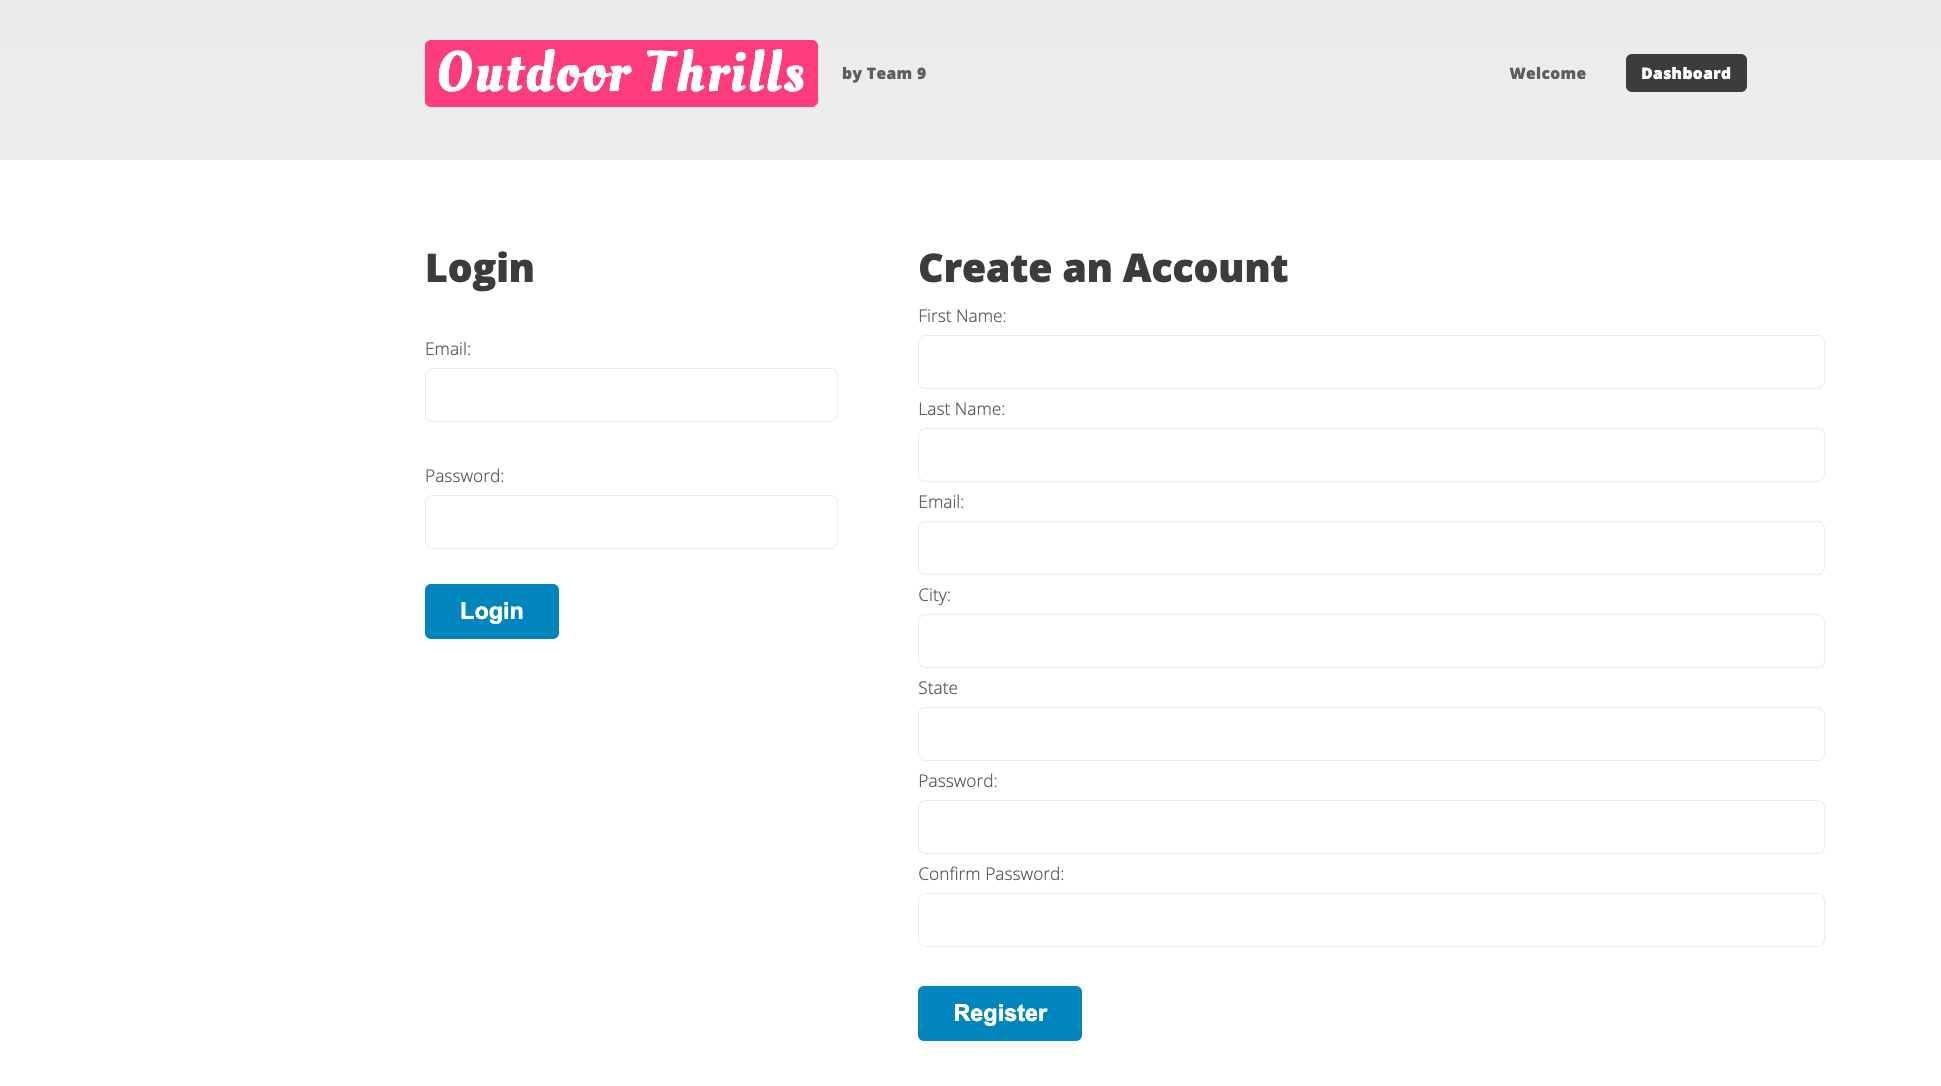 Outdoor Thrills
by Team 9
Welcome
Dashboard
Login
Email:
Password:
Login
Create an Account
First Name:
Last Name:
Email:
City:
State
Password:
Confirm Password:
Register